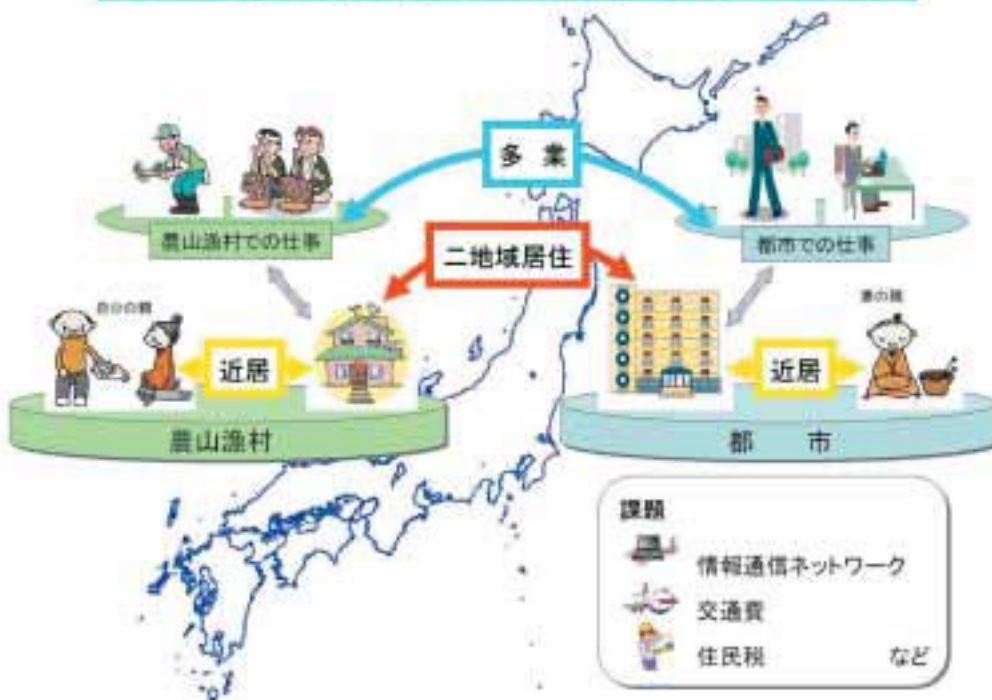 多 業
農山漁村での仕事
都市での仕事
二地域居住
自分の親
妻の親
近居
近居
農山漁村
都 市
課題
情報通信ネットワーク
交通費
住民税 など